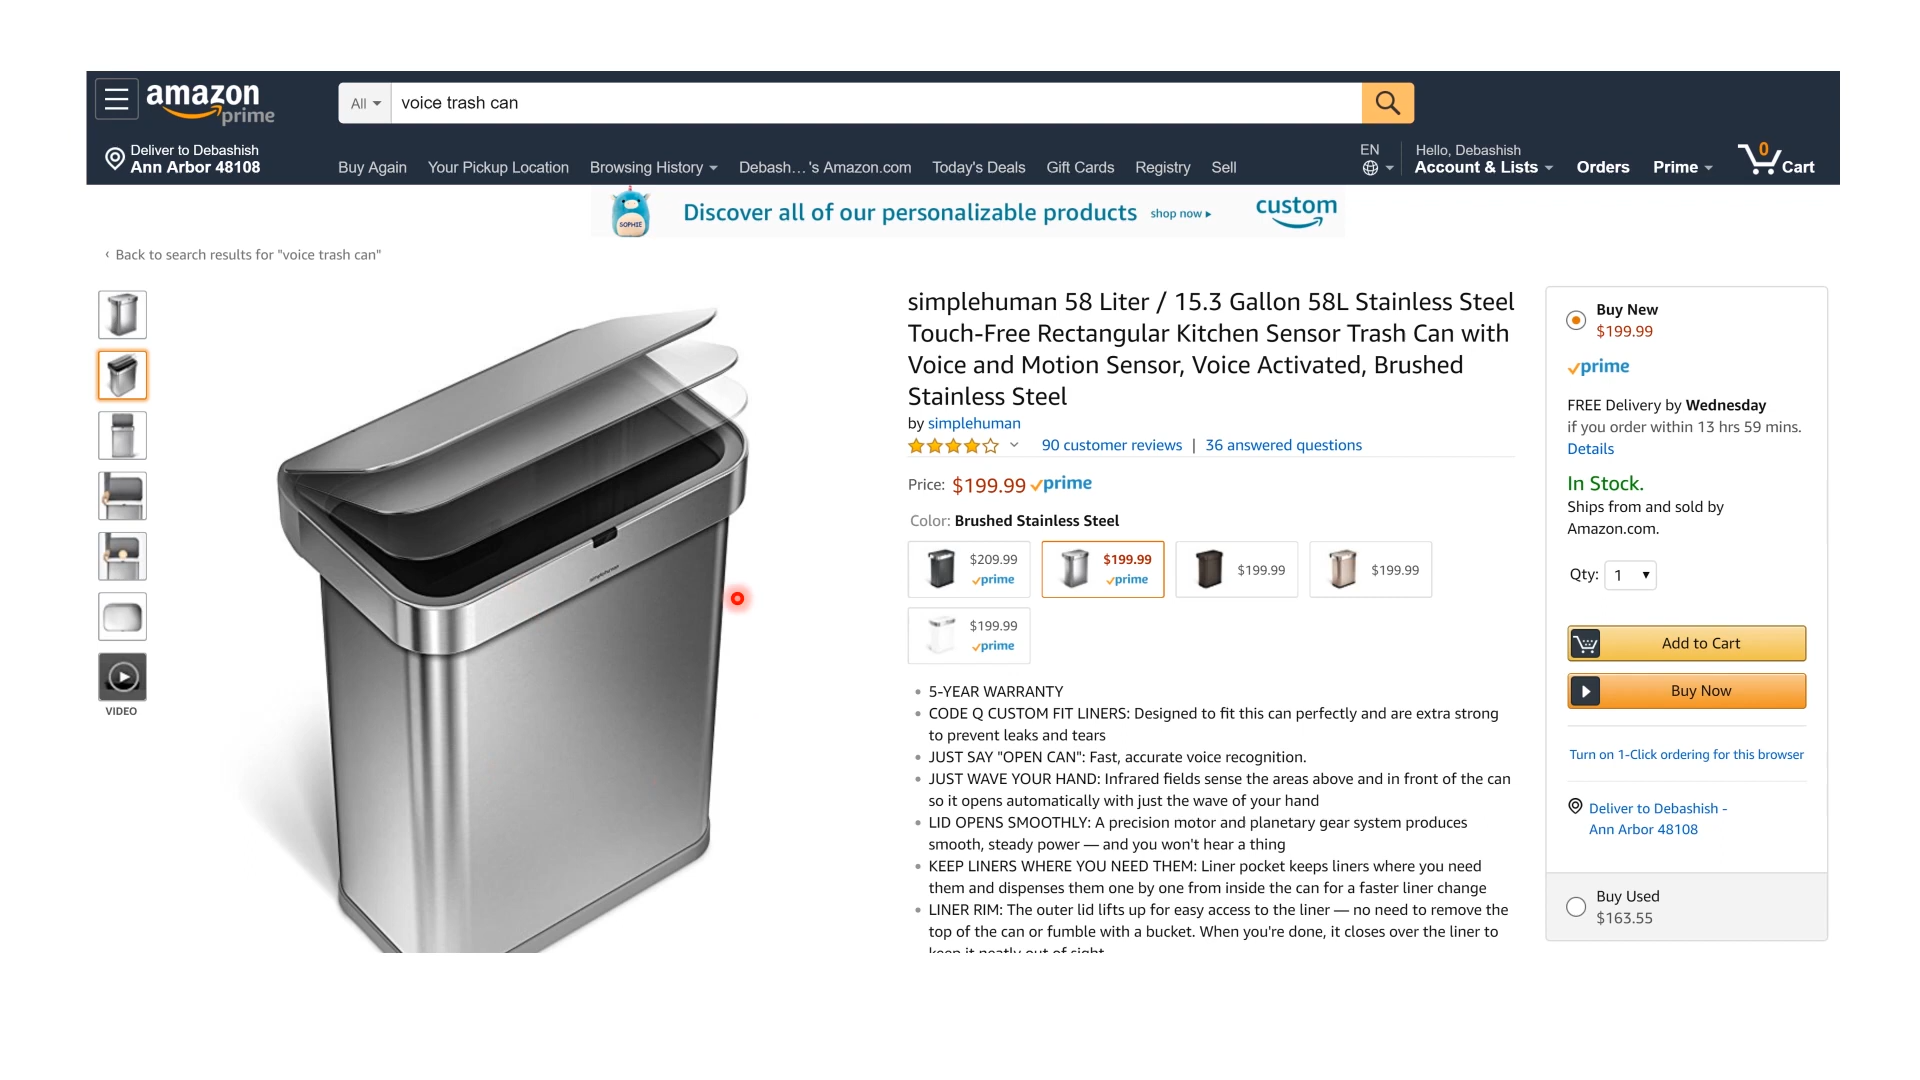 amazon
prime
All
voice trash can
Deliver to Debashish
Ann Arbor 48108
Buy Again
Your Pickup Location
Browsing History
Debash...'s Amazon.com
Today's Deals
Gift Cards
Registry
Sell
EN
Hello, Debashish
Account & Lists
Orders
Prime
0
Cart
SOPHIE
Discover all of our personalizable products
shop now
custom
‹ Back to search results for "voice trash can"
simplehuman 58 Liter / 15.3 Gallon 58L Stainless Steel
Touch-Free Rectangular Kitchen Sensor Trash Can with
Voice and Motion Sensor, Voice Activated, Brushed
Stainless Steel
by simplehuman
90 customer reviews | 36 answered questions
Price: $199.99 prime
Color: Brushed Stainless Steel
$209.99
prime
$199.99
prime
$199.99
$199.99
$199.99
prime
VIDEO
simplehuman
• 5-YEAR WARRANTY
• CODE Q CUSTOM FIT LINERS: Designed to fit this can perfectly and are extra strong
to prevent leaks and tears
• JUST SAY "OPEN CAN": Fast, accurate voice recognition.
• JUST WAVE YOUR HAND: Infrared fields sense the areas above and in front of the can
so it opens automatically with just the wave of your hand
• LID OPENS SMOOTHLY: A precision motor and planetary gear system produces
smooth, steady power — and you won't hear a thing
• KEEP LINERS WHERE YOU NEED THEM: Liner pocket keeps liners where you need
them and dispenses them one by one from inside the can for a faster liner change
• LINER RIM: The outer lid lifts up for easy access to the liner — no need to remove the
top of the can or fumble with a bucket. When you're done, it closes over the liner to
keep it neatly out of sight
Buy New
$199.99
prime
FREE Delivery by Wednesday
if you order within 13 hrs 59 mins.
Details
In Stock.
Ships from and sold by
Amazon.com.
Qty: 1
Add to Cart
Buy Now
Turn on 1-Click ordering for this browser
Deliver to Debashish -
Ann Arbor 48108
Buy Used
$163.55